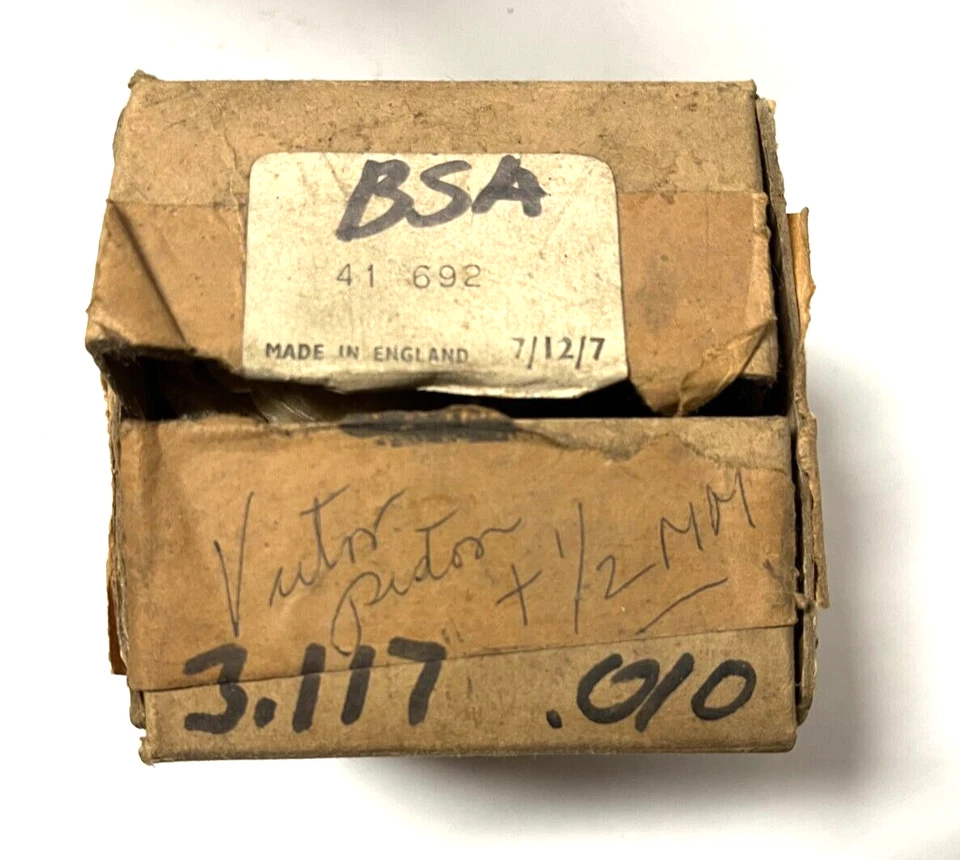 BSA
41 692
MADE IN ENGLAND 7/12/7
Victor
piston + 1/2 MM
3.117" .010